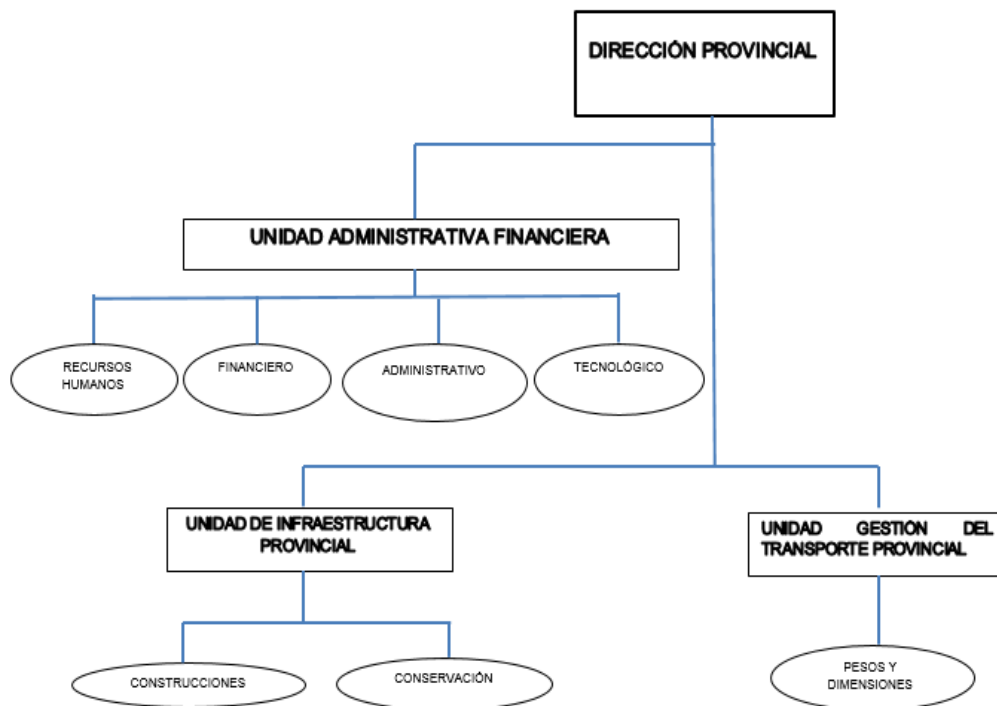 DIRECCIÓN PROVINCIAL
UNIDAD ADMINISTRATIVA FINANCIERA
RECURSOS
HUMANOS
FINANCIERO
ADMINISTRATIVO
TECNOLÓGICO
UNIDAD DE INFRAESTRUCTURA
PROVINCIAL
UNIDAD GESTIÓN DEL
TRANSPORTE PROVINCIAL
CONSTRUCCIONES
CONSERVACIÓN
PESOS Y
DIMENSIONES